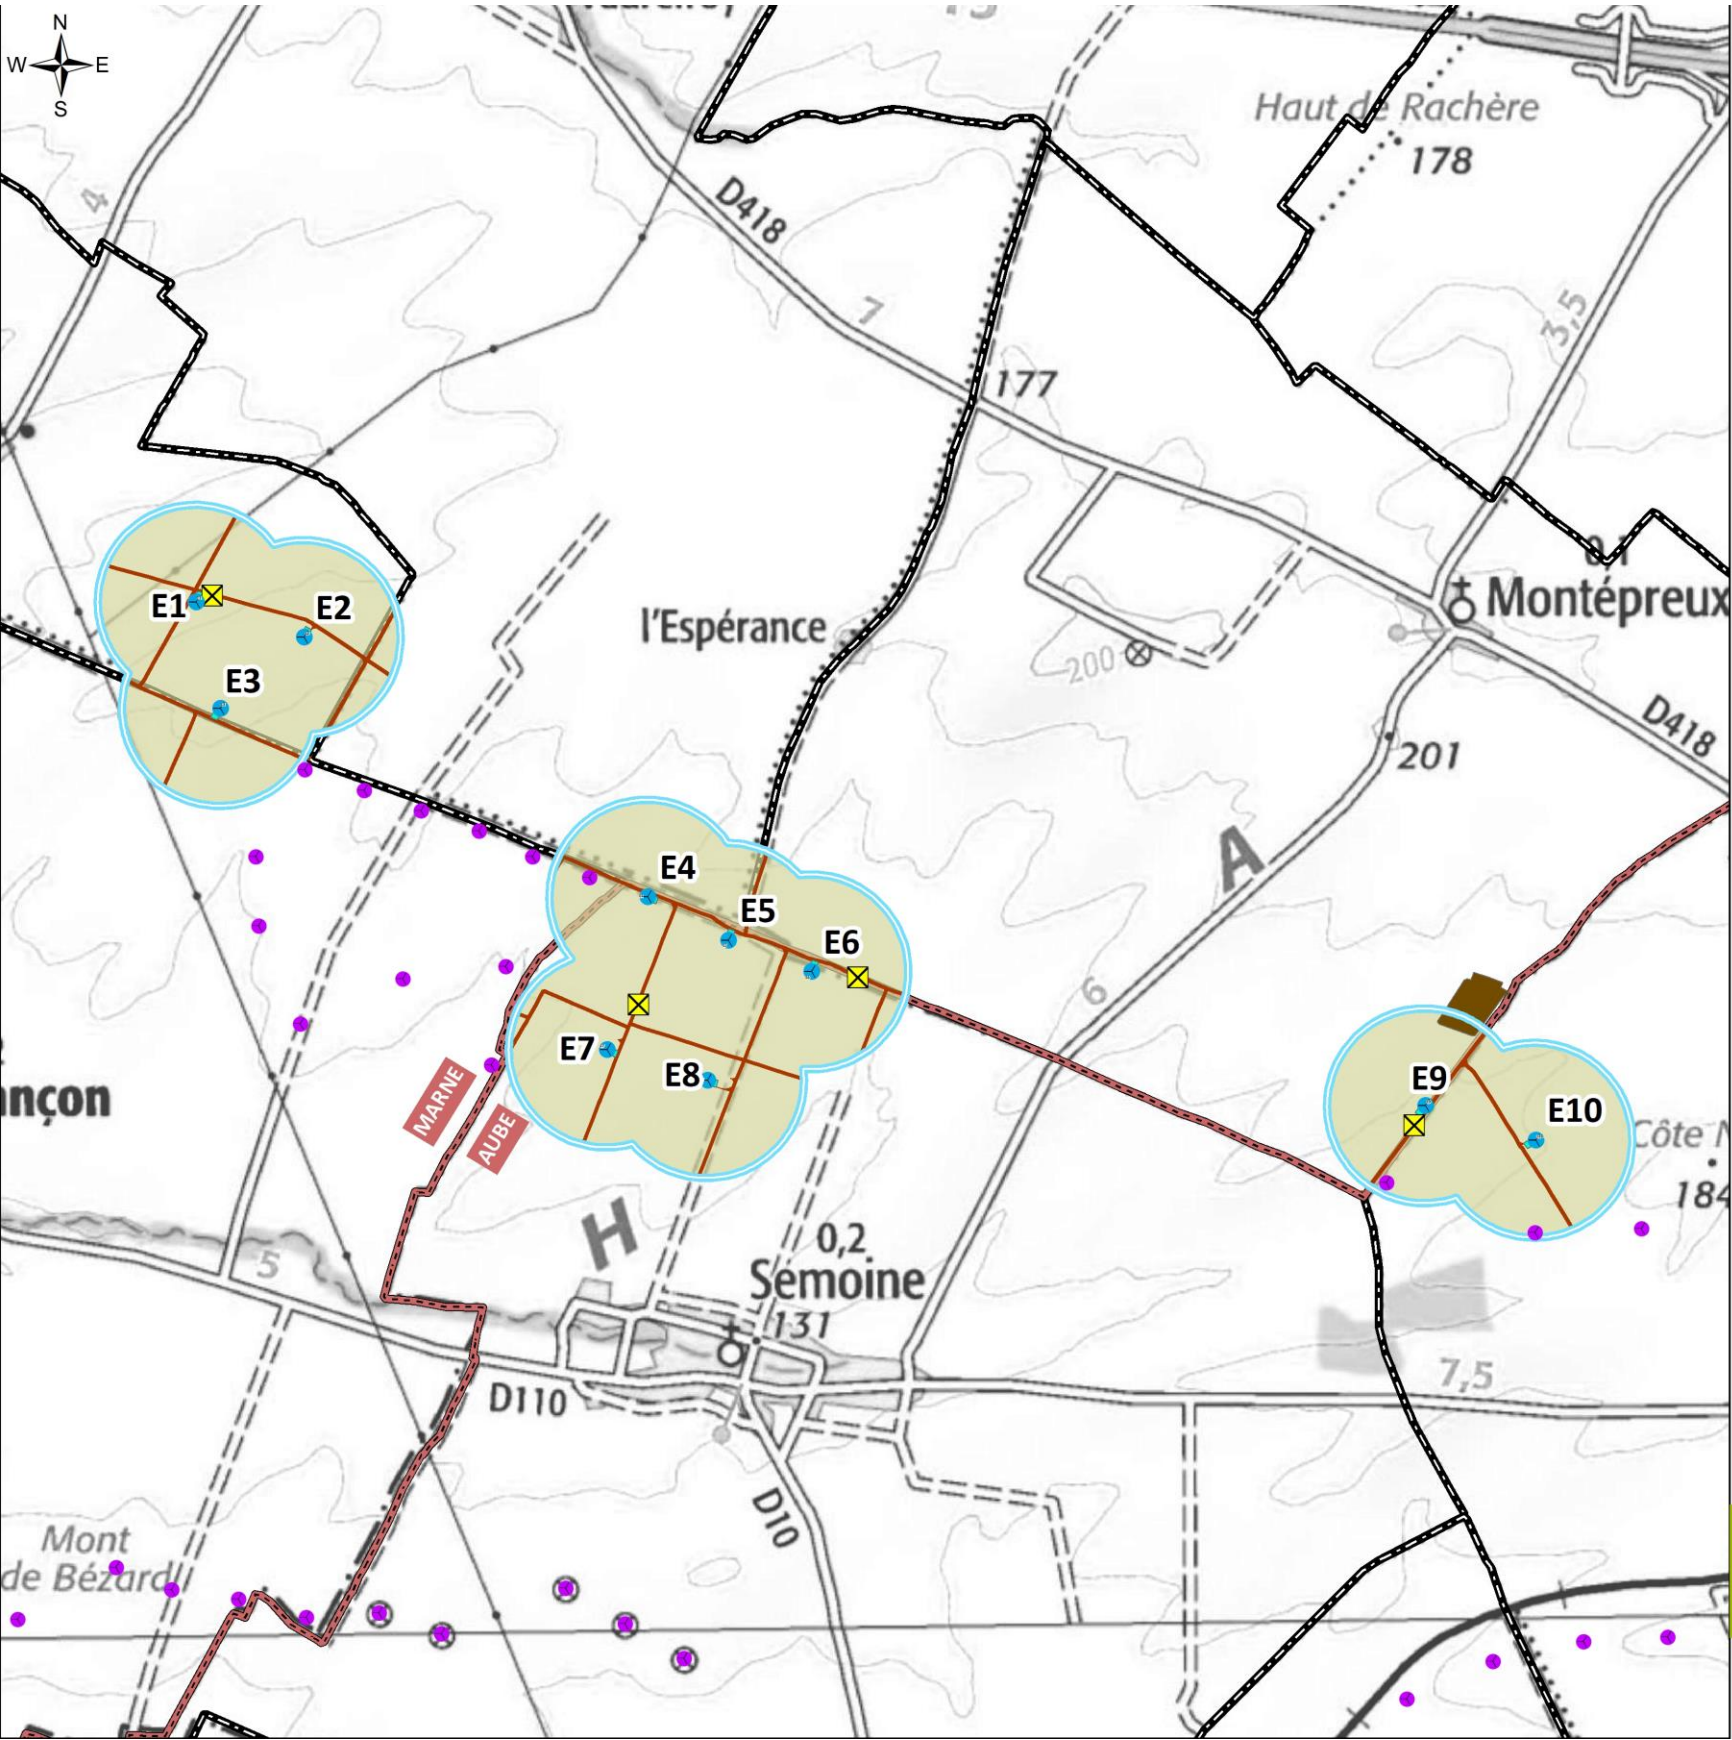 N
W E
S
Haut de Rachère
178
4
D418
7
3,5
177
0,1
Montépreux
l'Espérance
200
E1
E2
E3
D418
201
E4
E5
E6
A
6
E7
E8
E9
E10
MARNE
AUBE
Côte
184
H
0,2
Semoine
131
5
7,5
D110
D10
Mont
de Bézard